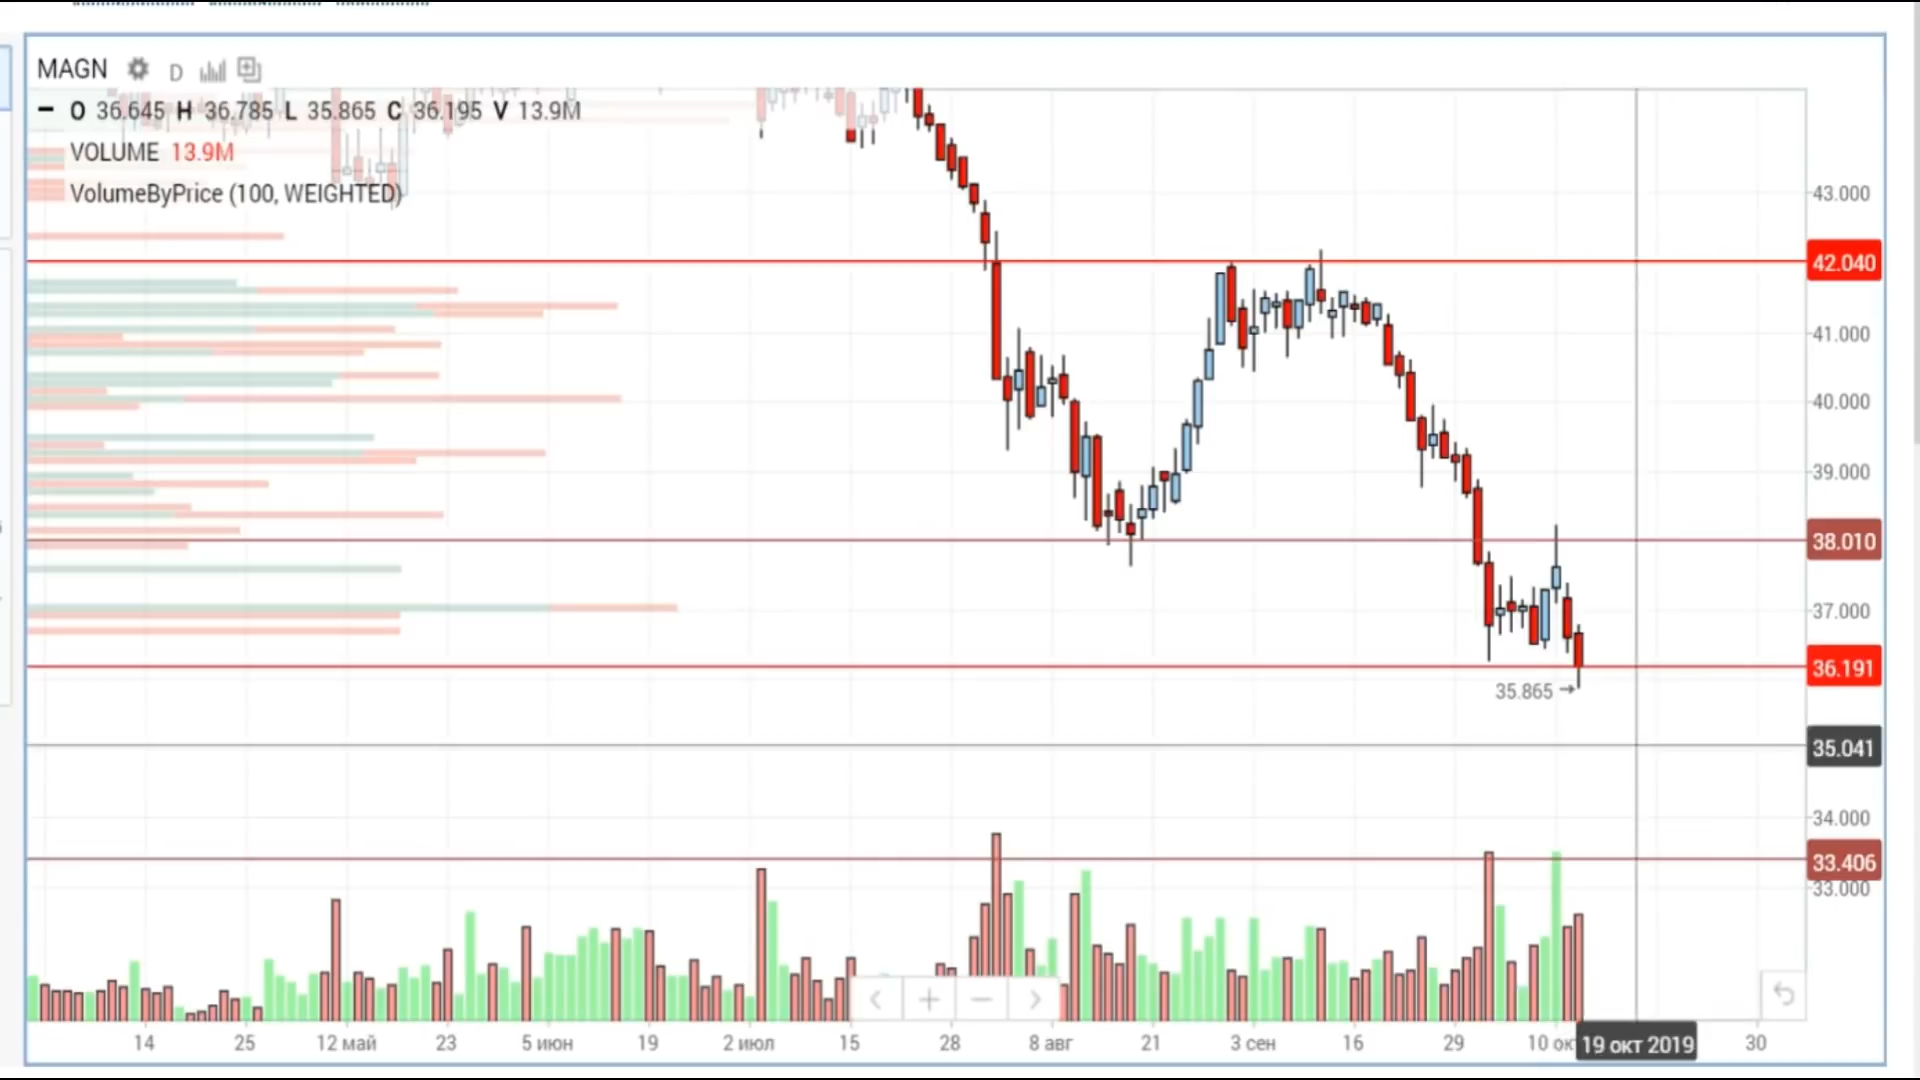 MAGN D
O 36.645 H 36.785 L 35.865 C 36.195 V 13.9M
VOLUME 13.9M
VolumeByPrice (100, WEIGHTED)
43.000
42.040
41.000
40.000
39.000
38.010
37.000
36.191
35.865
35.041
34.000
33.406
33.000
14 25 12 май 23 5 июн 19 2 июл 15 28 8 авг 21 3 сен 16 29 10 ок 19 окт 2019 30